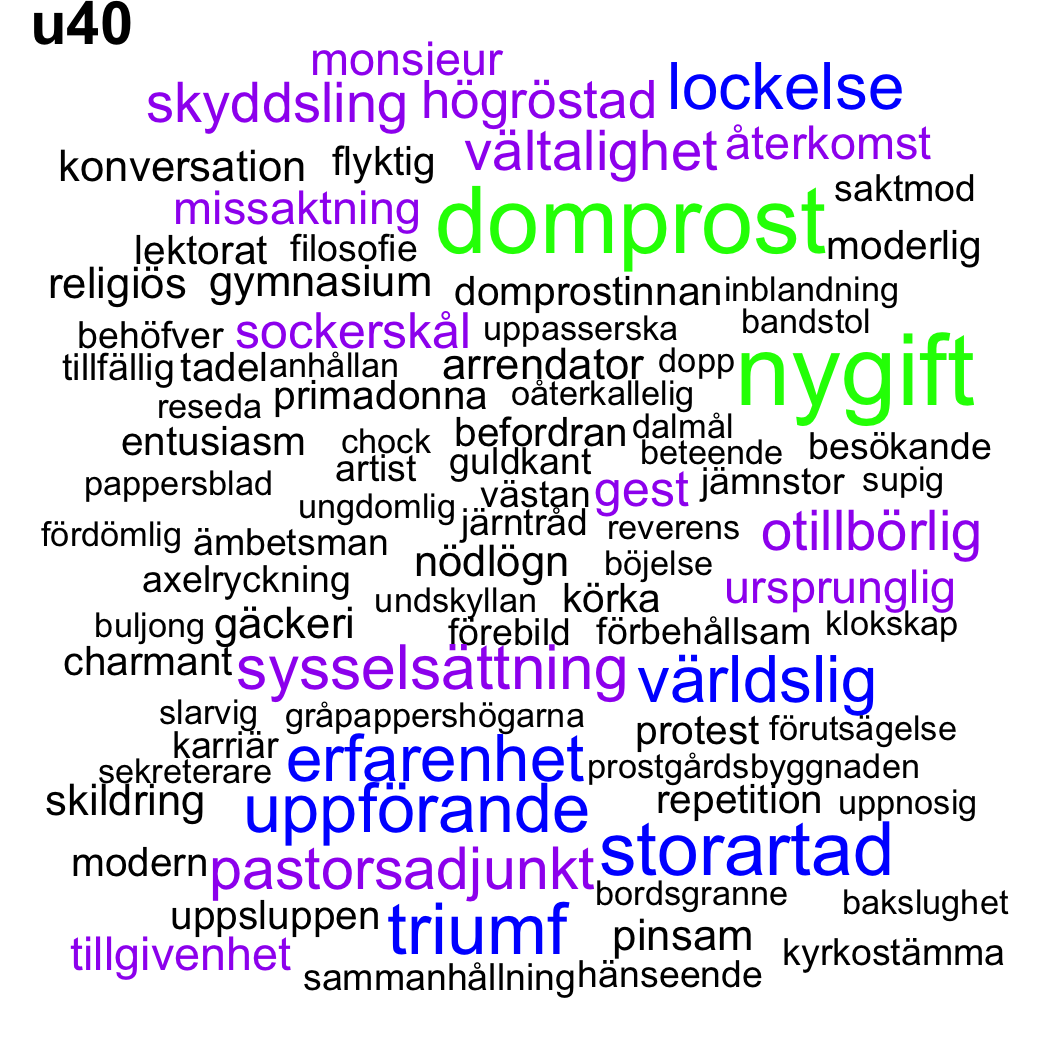 u40
monsieur
skyddsling högröstad lockelse
vältalighet återkomst
konversation flyktig
saktmod
missaktning domprost
lektorat filosofie moderlig
religiös gymnasium domprostinnan inblandning
behöfver sockerskål uppasserska bandstol
tillfällig tadel anhållan arrendator dopp nygift
reseda primadonna oåterkallelig
entusiasm chock befordran dalmål
artist guldkant beteende besökande
pappersblad västan gest jämnstor supig
ungdomlig järntråd reverens otillbörlig
fördömlig ämbetsman
axelryckning nödlögn böjelse ursprunglig
undskyllan körka
buljong gäckeri förebild förbehållsam klokskap
charmant sysselsättning världslig
slarvig gråpappershögarna protest förutsägelse
karriär erfarenhet
sekreterare prostgårdsbyggnaden
skildring uppförande repetition uppnosig
modern pastorsadjunkt storartad
bordsgranne bakslughet
uppsluppen triumf pinsam
tillgivenhet kyrkostämma
sammanhållning hänseende